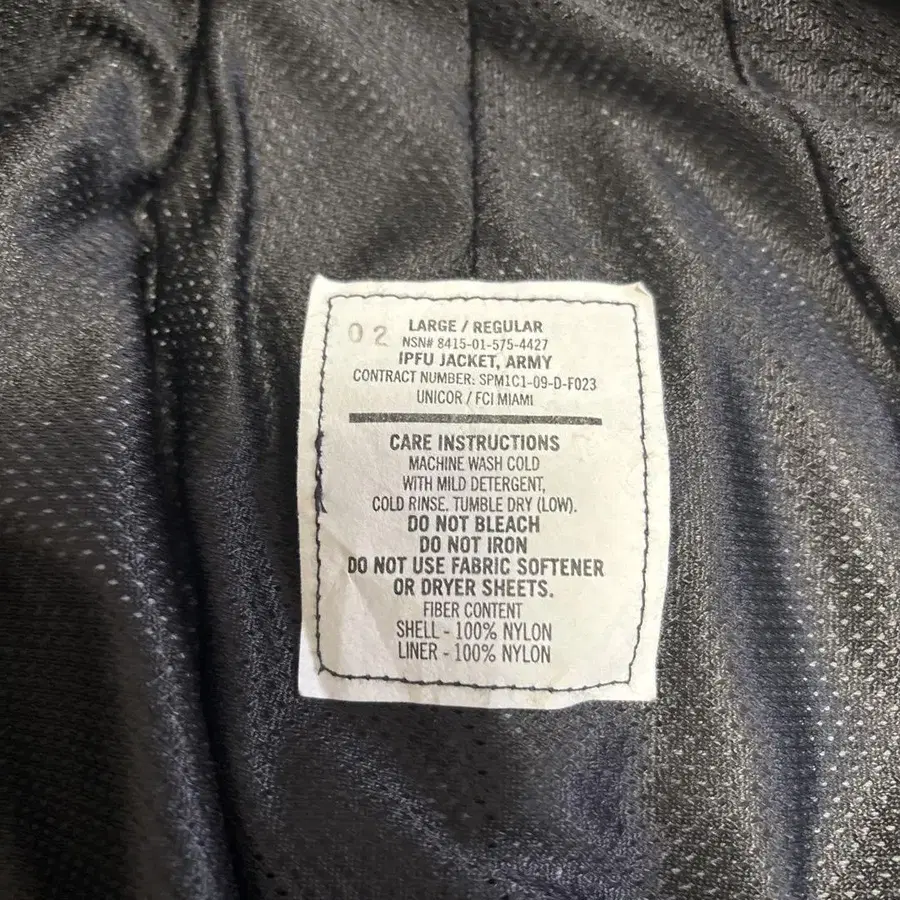 02 LARGE / REGULAR
NSN# 8415-01-575-4427
IPFU JACKET, ARMY
CONTRACT NUMBER: SPM1C1-09-D-F023
UNICOR / FCI MIAMI
CARE INSTRUCTIONS
MACHINE WASH COLD
WITH MILD DETERGENT,
COLD RINSE. TUMBLE DRY (LOW).
DO NOT BLEACH
DO NOT IRON
DO NOT USE FABRIC SOFTENER
OR DRYER SHEETS.
FIBER CONTENT
SHELL - 100% NYLON
LINER - 100% NYLON